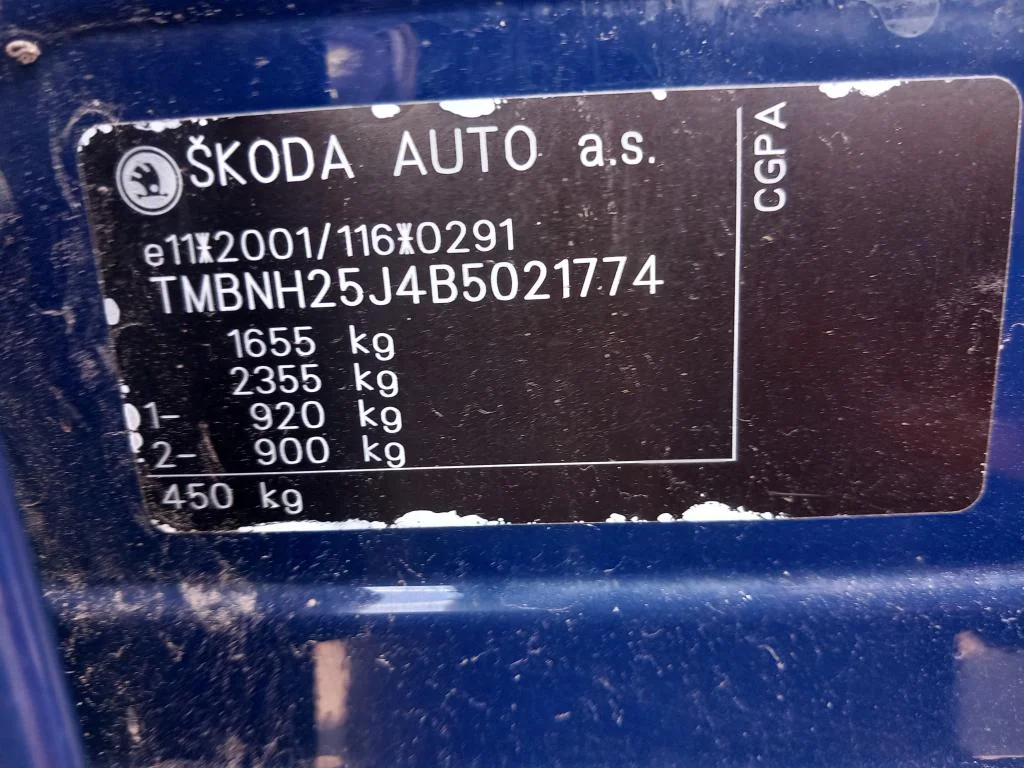 ŠKODA AUTO a.s.
e11*2001/116*0291
TMBNH25J4B5021774
1655 kg
2355 kg
1- 920 kg
2- 900 kg
450 kg
CGPA